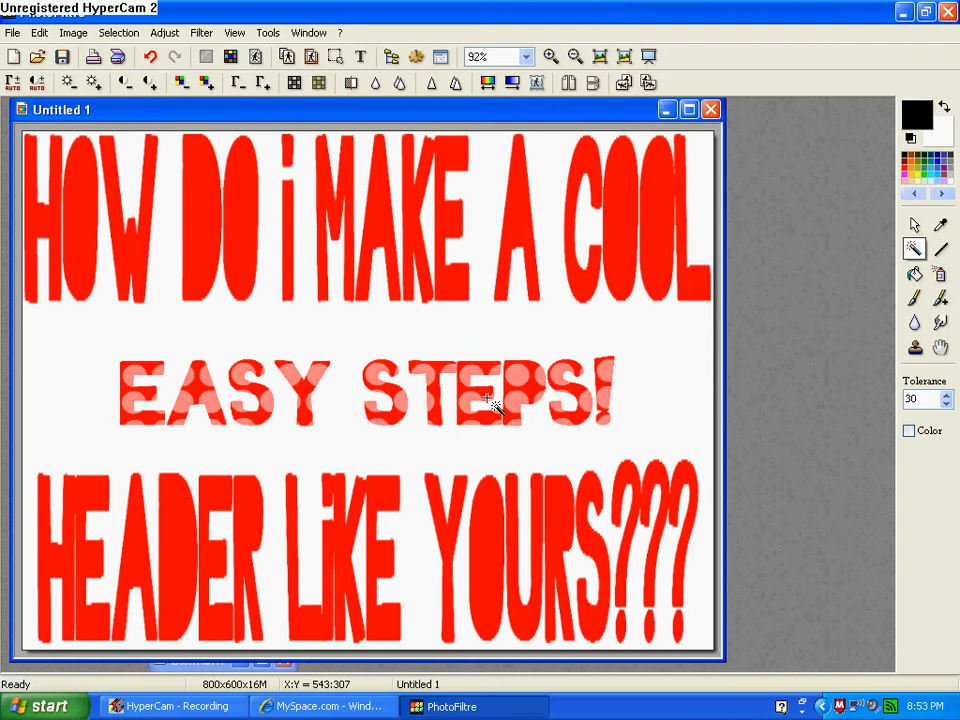 Unregistered HyperCam 2
File Edit Image Selection Adjust Filter View Tools Window ?
92%
AUTO AUTO
Untitled 1
HOW DO i MAKE A COOL
EASY STEPS!
HEADER LiKE YOURS???
Tolerance
30
Color
Ready 800x600x16M X:Y = 543:307 Untitled 1
start HyperCam - Recording MySpace.com - Wind... PhotoFiltre 8:53 PM